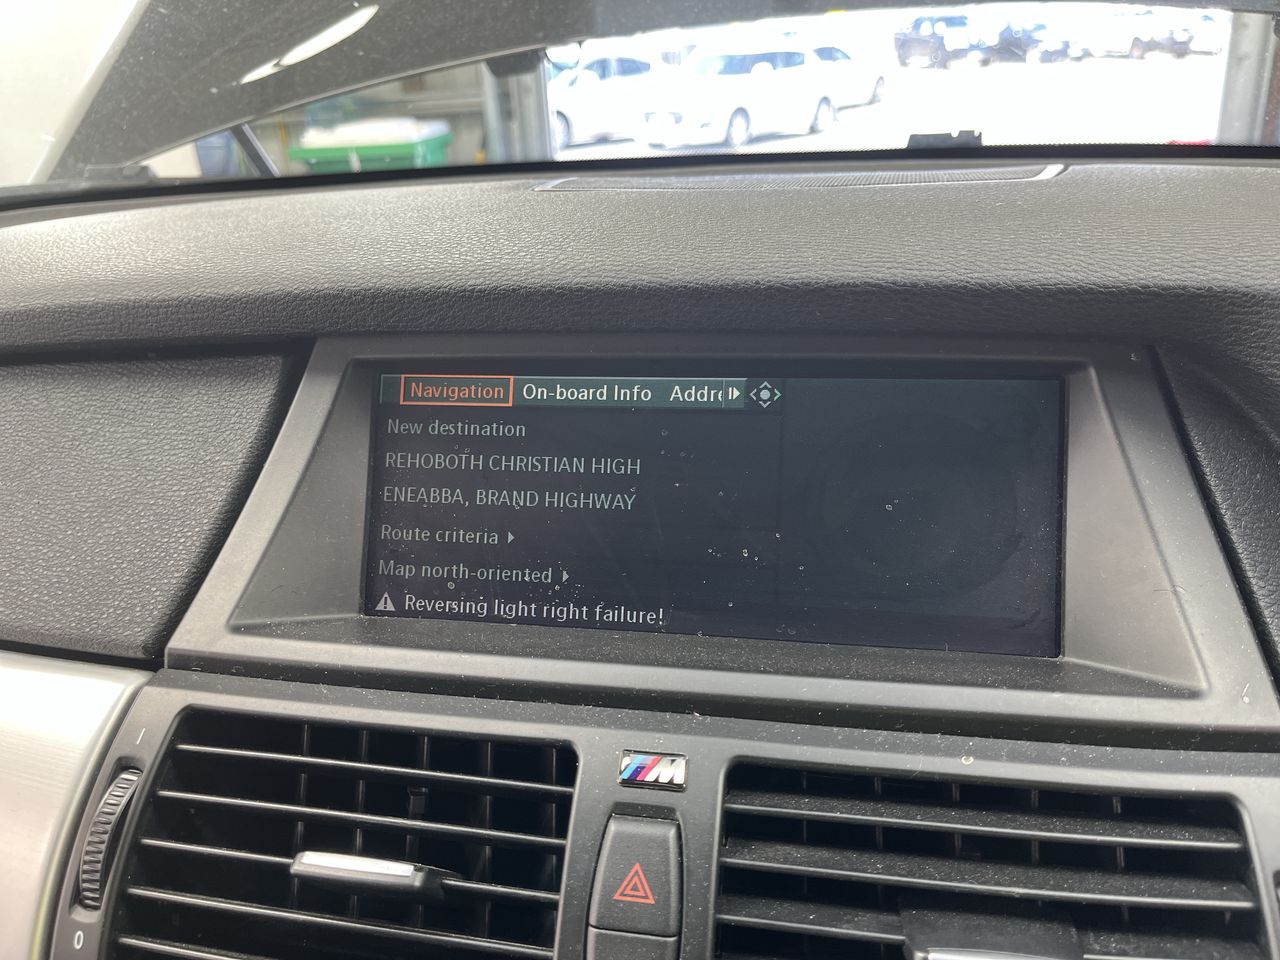 Navigation On-board Info Addre
New destination
REHOBOTH CHRISTIAN HIGH
ENEABBA, BRAND HIGHWAY
Route criteria
Map north-oriented
Reversing light right failure!
M
0